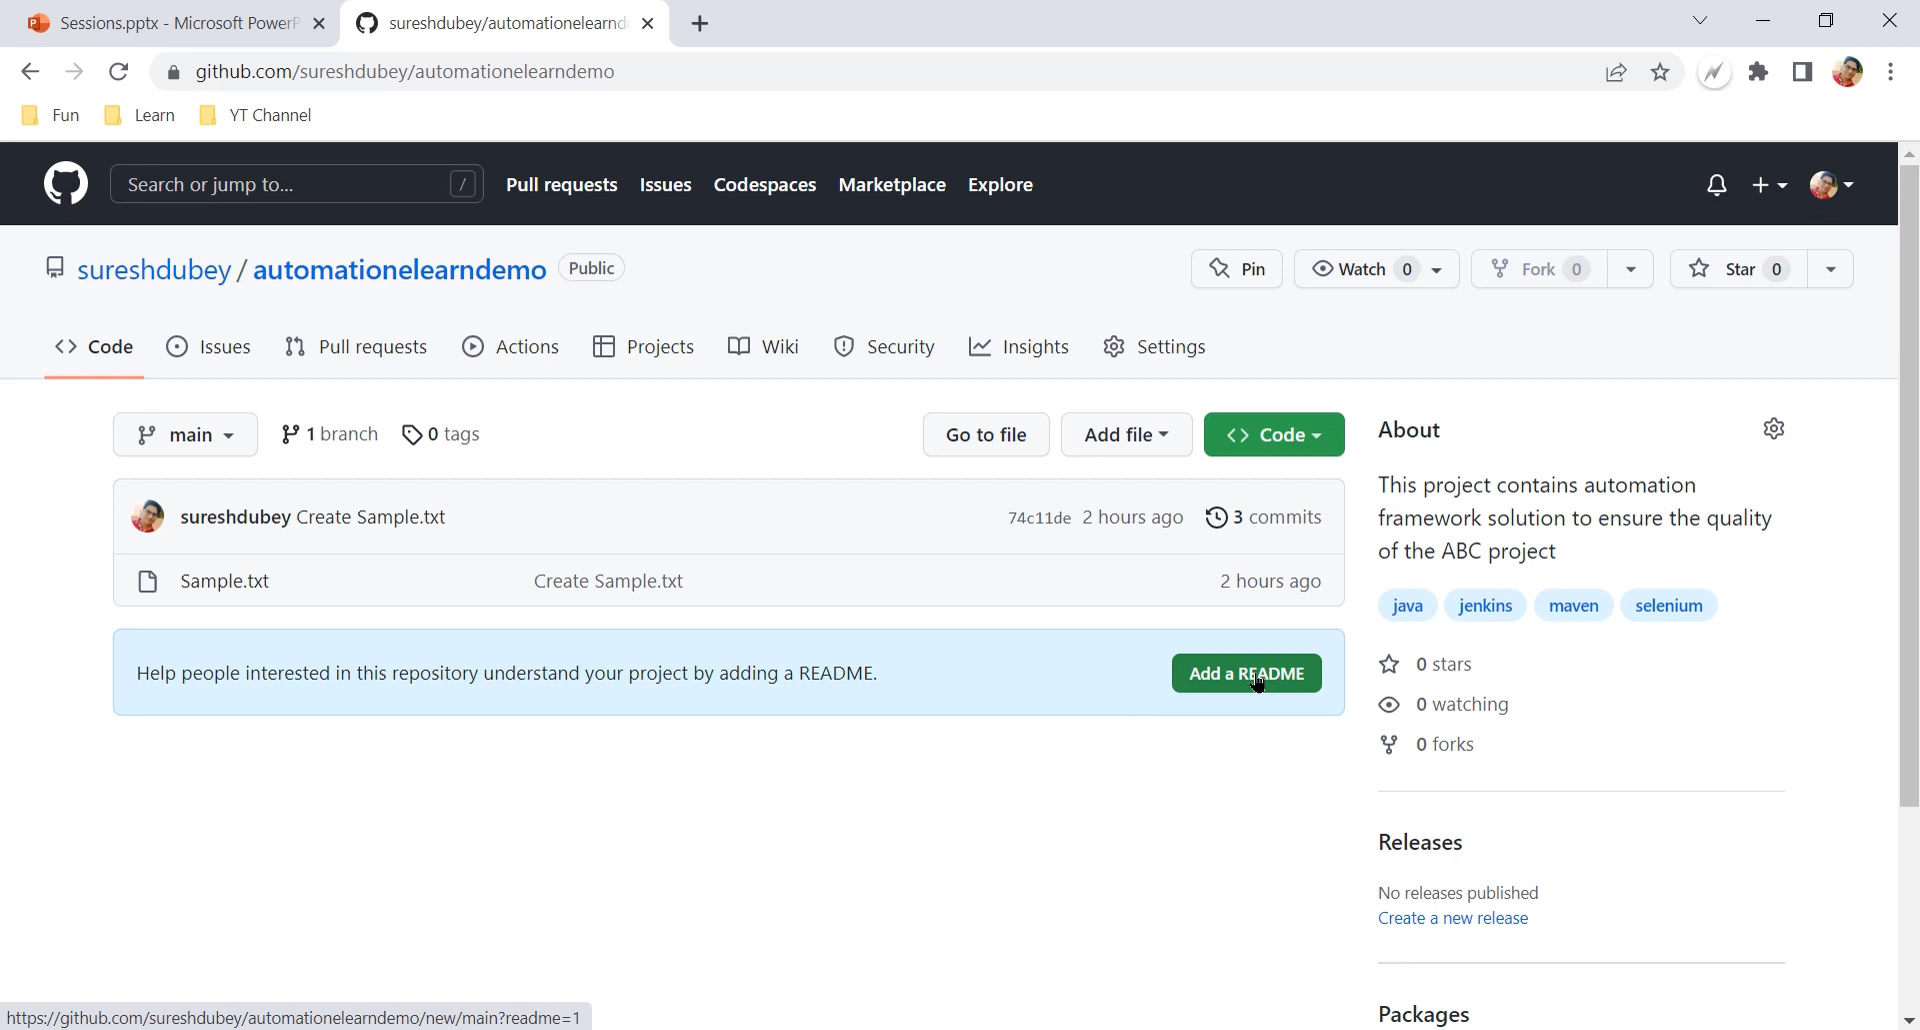 Sessions.pptx - Microsoft PowerP
sureshdubey/automationelearnd
github.com/sureshdubey/automationelearndemo
Fun Learn YT Channel
Search or jump to... / Pull requests Issues Codespaces Marketplace Explore
sureshdubey / automationelearndemo Public
Pin Watch 0 Fork 0 Star 0
Code Issues Pull requests Actions Projects Wiki Security Insights Settings
main 1 branch 0 tags Go to file Add file Code
sureshdubey Create Sample.txt 74c11de 2 hours ago 3 commits
Sample.txt Create Sample.txt 2 hours ago
Help people interested in this repository understand your project by adding a README. Add a README
About
This project contains automation
framework solution to ensure the quality
of the ABC project
java jenkins maven selenium
0 stars
0 watching
0 forks
Releases
No releases published
Create a new release
Packages
https://github.com/sureshdubey/automationelearndemo/new/main?readme=1